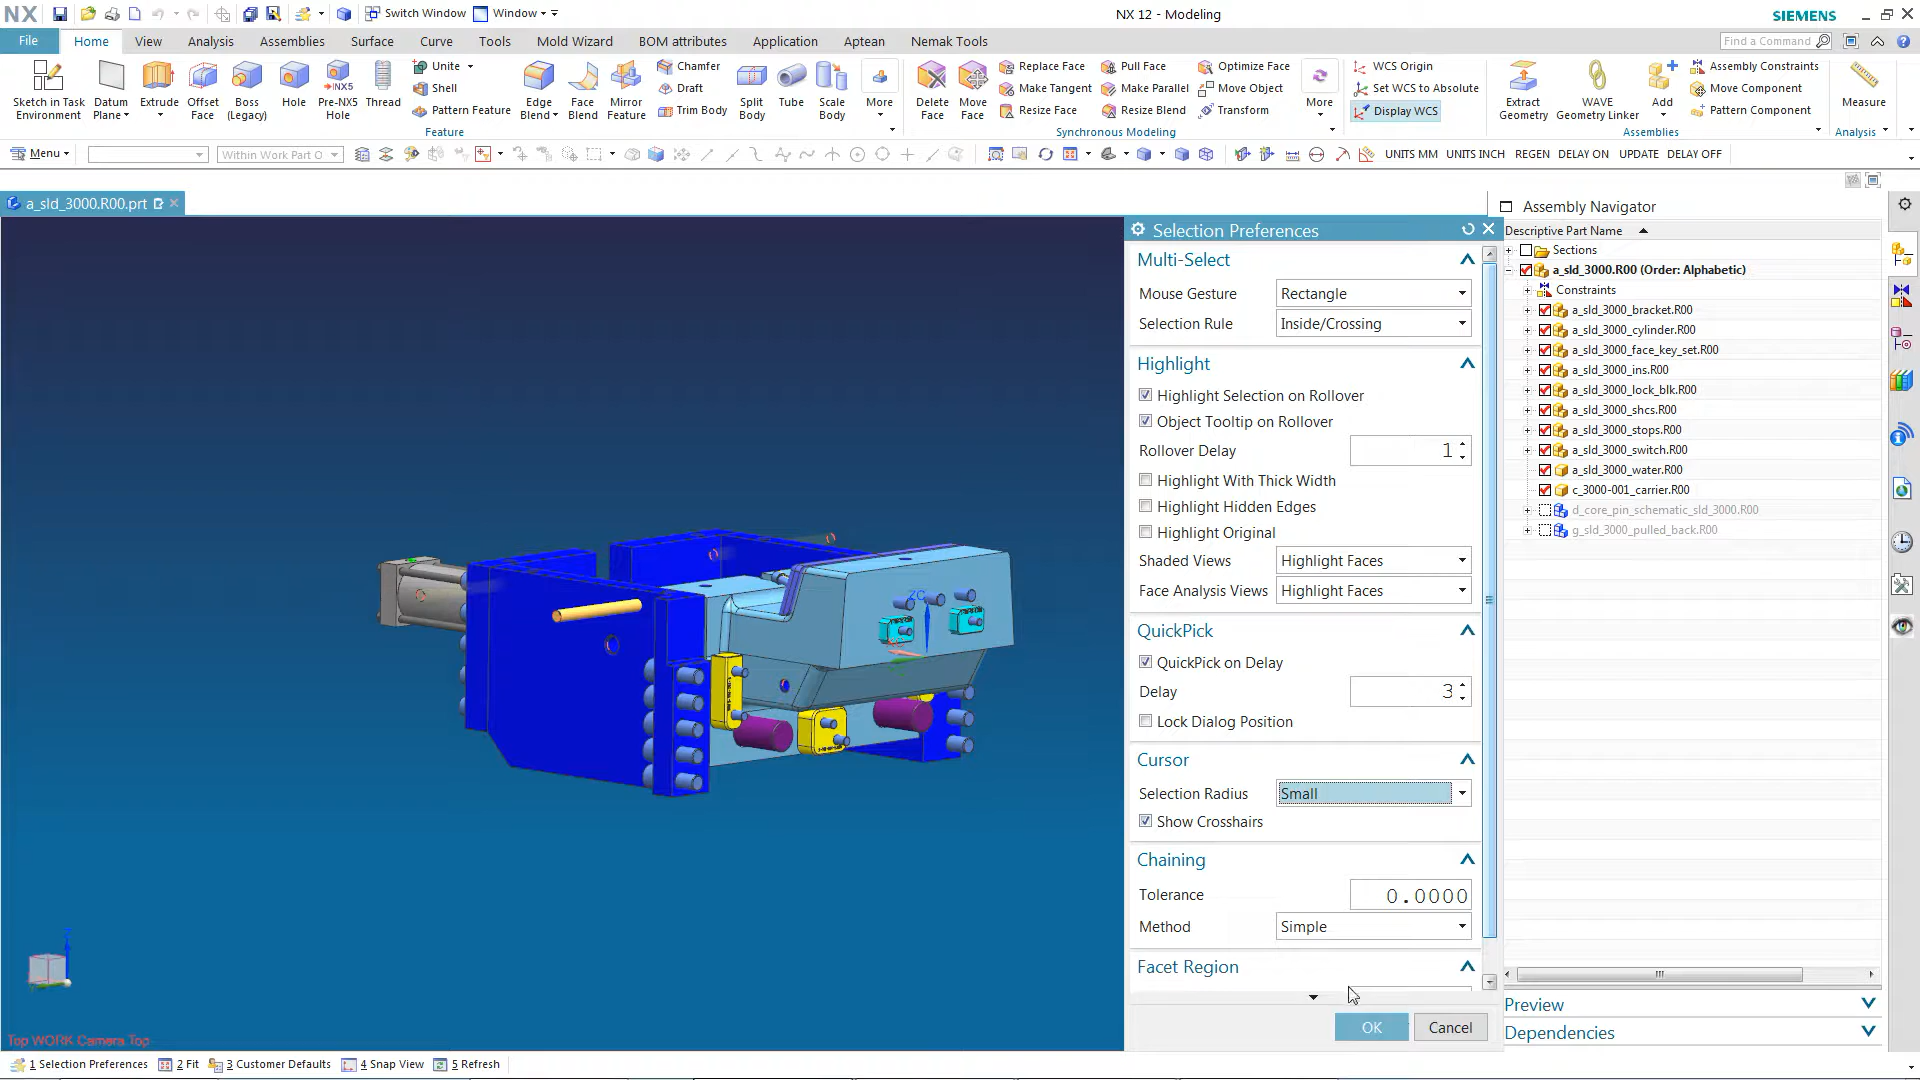 NX
Switch Window
Window
NX 12 - Modeling
SIEMENS
File
Home
View
Analysis
Assemblies
Surface
Curve
Tools
Mold Wizard
BOM attributes
Application
Aptean
Nemak Tools
Find a Command
Sketch in Task Environment
Datum Plane
Extrude
Offset Face
Boss (Legacy)
Hole
Pre-NX5 Hole
Thread
Unite
Shell
Pattern Feature
Edge Blend
Face Blend
Mirror Feature
Chamfer
Draft
Trim Body
Split Body
Tube
Scale Body
More
Feature
Delete Face
Move Face
Replace Face
Make Tangent
Resize Face
Pull Face
Make Parallel
Resize Blend
Optimize Face
Move Object
Transform
More
Synchronous Modeling
WCS Origin
Set WCS to Absolute
Display WCS
Extract Geometry
WAVE Geometry Linker
Add
Assembly Constraints
Move Component
Pattern Component
Assemblies
Measure
Analysis
Menu
Within Work Part O
UNITS MM
UNITS INCH
REGEN
DELAY ON
UPDATE
DELAY OFF
a_sld_3000.R00.prt
Selection Preferences
Multi-Select
Mouse Gesture
Rectangle
Selection Rule
Inside/Crossing
Highlight
Highlight Selection on Rollover
Object Tooltip on Rollover
Rollover Delay
1
Highlight With Thick Width
Highlight Hidden Edges
Highlight Original
Shaded Views
Highlight Faces
Face Analysis Views
Highlight Faces
QuickPick
QuickPick on Delay
Delay
3
Lock Dialog Position
Cursor
Selection Radius
Small
Show Crosshairs
Chaining
Tolerance
0.0000
Method
Simple
Facet Region
OK
Cancel
Assembly Navigator
Descriptive Part Name
Sections
a_sld_3000.R00 (Order: Alphabetic)
Constraints
a_sld_3000_bracket.R00
a_sld_3000_cylinder.R00
a_sld_3000_face_key_set.R00
a_sld_3000_ins.R00
a_sld_3000_lock_blk.R00
a_sld_3000_shcs.R00
a_sld_3000_stops.R00
a_sld_3000_switch.R00
a_sld_3000_water.R00
c_3000-001_carrier.R00
d_core_pin_schematic_sld_3000.R00
g_sld_3000_pulled_back.R00
Preview
Dependencies
ZC
Top WORK Camera Top
1 Selection Preferences
2 Fit
3 Customer Defaults
4 Snap View
5 Refresh